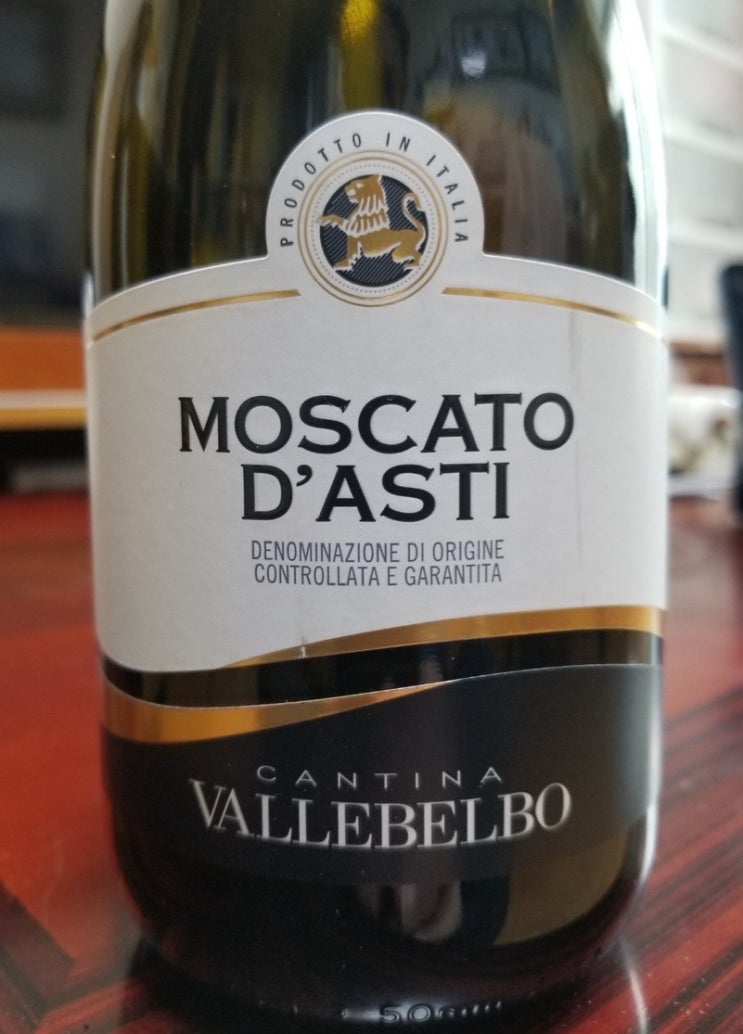 PRODOTTO IN ITALIA
MOSCATO
D'ASTI
DENOMINAZIONE DI ORIGINE
CONTROLLATA E GARANTITA
CANTINA
VALLEBELBO